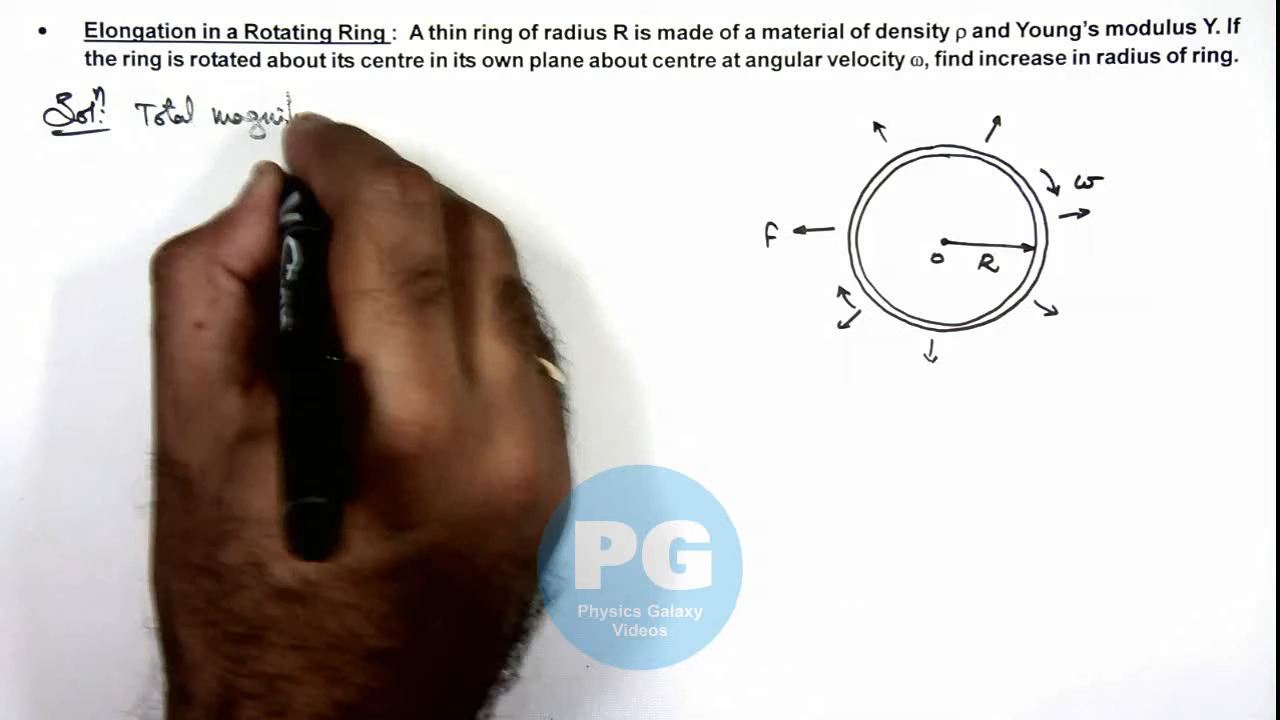 • Elongation in a Rotating Ring : A thin ring of radius R is made of a material of density ρ and Young's modulus Y. If
the ring is rotated about its centre in its own plane about centre at angular velocity ω, find increase in radius of ring.
Solⁿ: Total magnit
ω
F
O
R
PG
Physics Galaxy
Videos